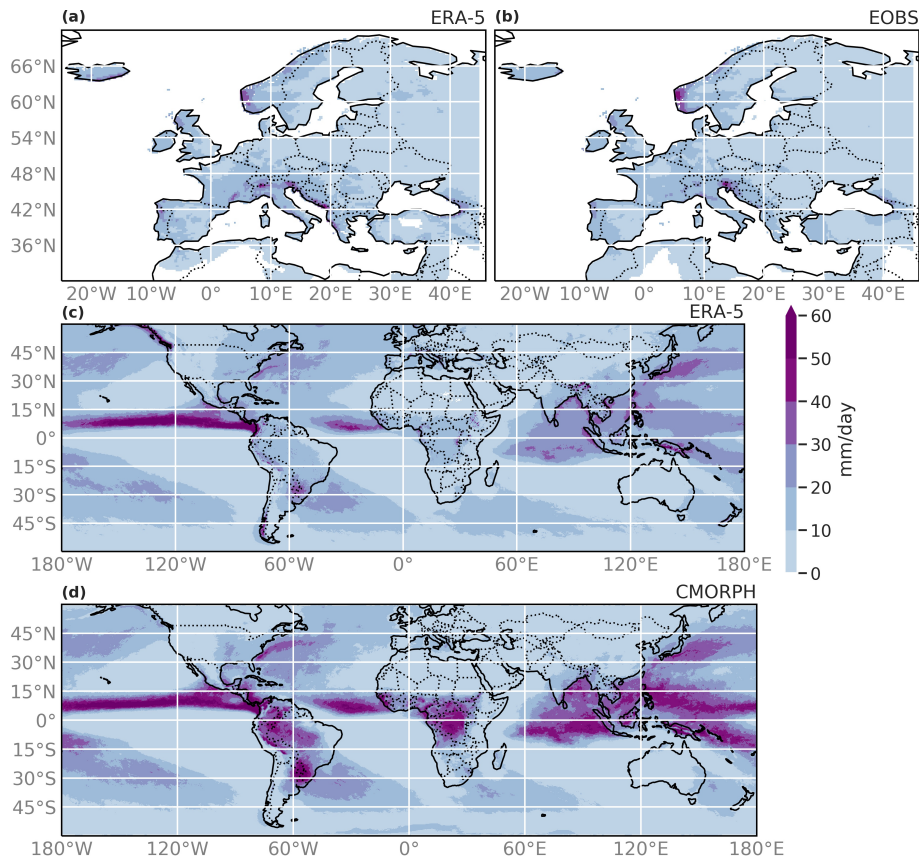 (a) ERA-5 (b) EOBS
66°N
60°N
54°N
48°N
42°N
36°N
20°W 10°W 0° 10°E 20°E 30°E 40°E 20°W 10°W 0° 10°E 20°E 30°E 40°E
(c) ERA-5
45°N
30°N
15°N
0°
15°S
30°S
45°S
180°W 120°W 60°W 0° 60°E 120°E 180°E
60
50
40
30
20
10
0
mm/day
(d) CMORPH
45°N
30°N
15°N
0°
15°S
30°S
45°S
180°W 120°W 60°W 0° 60°E 120°E 180°E